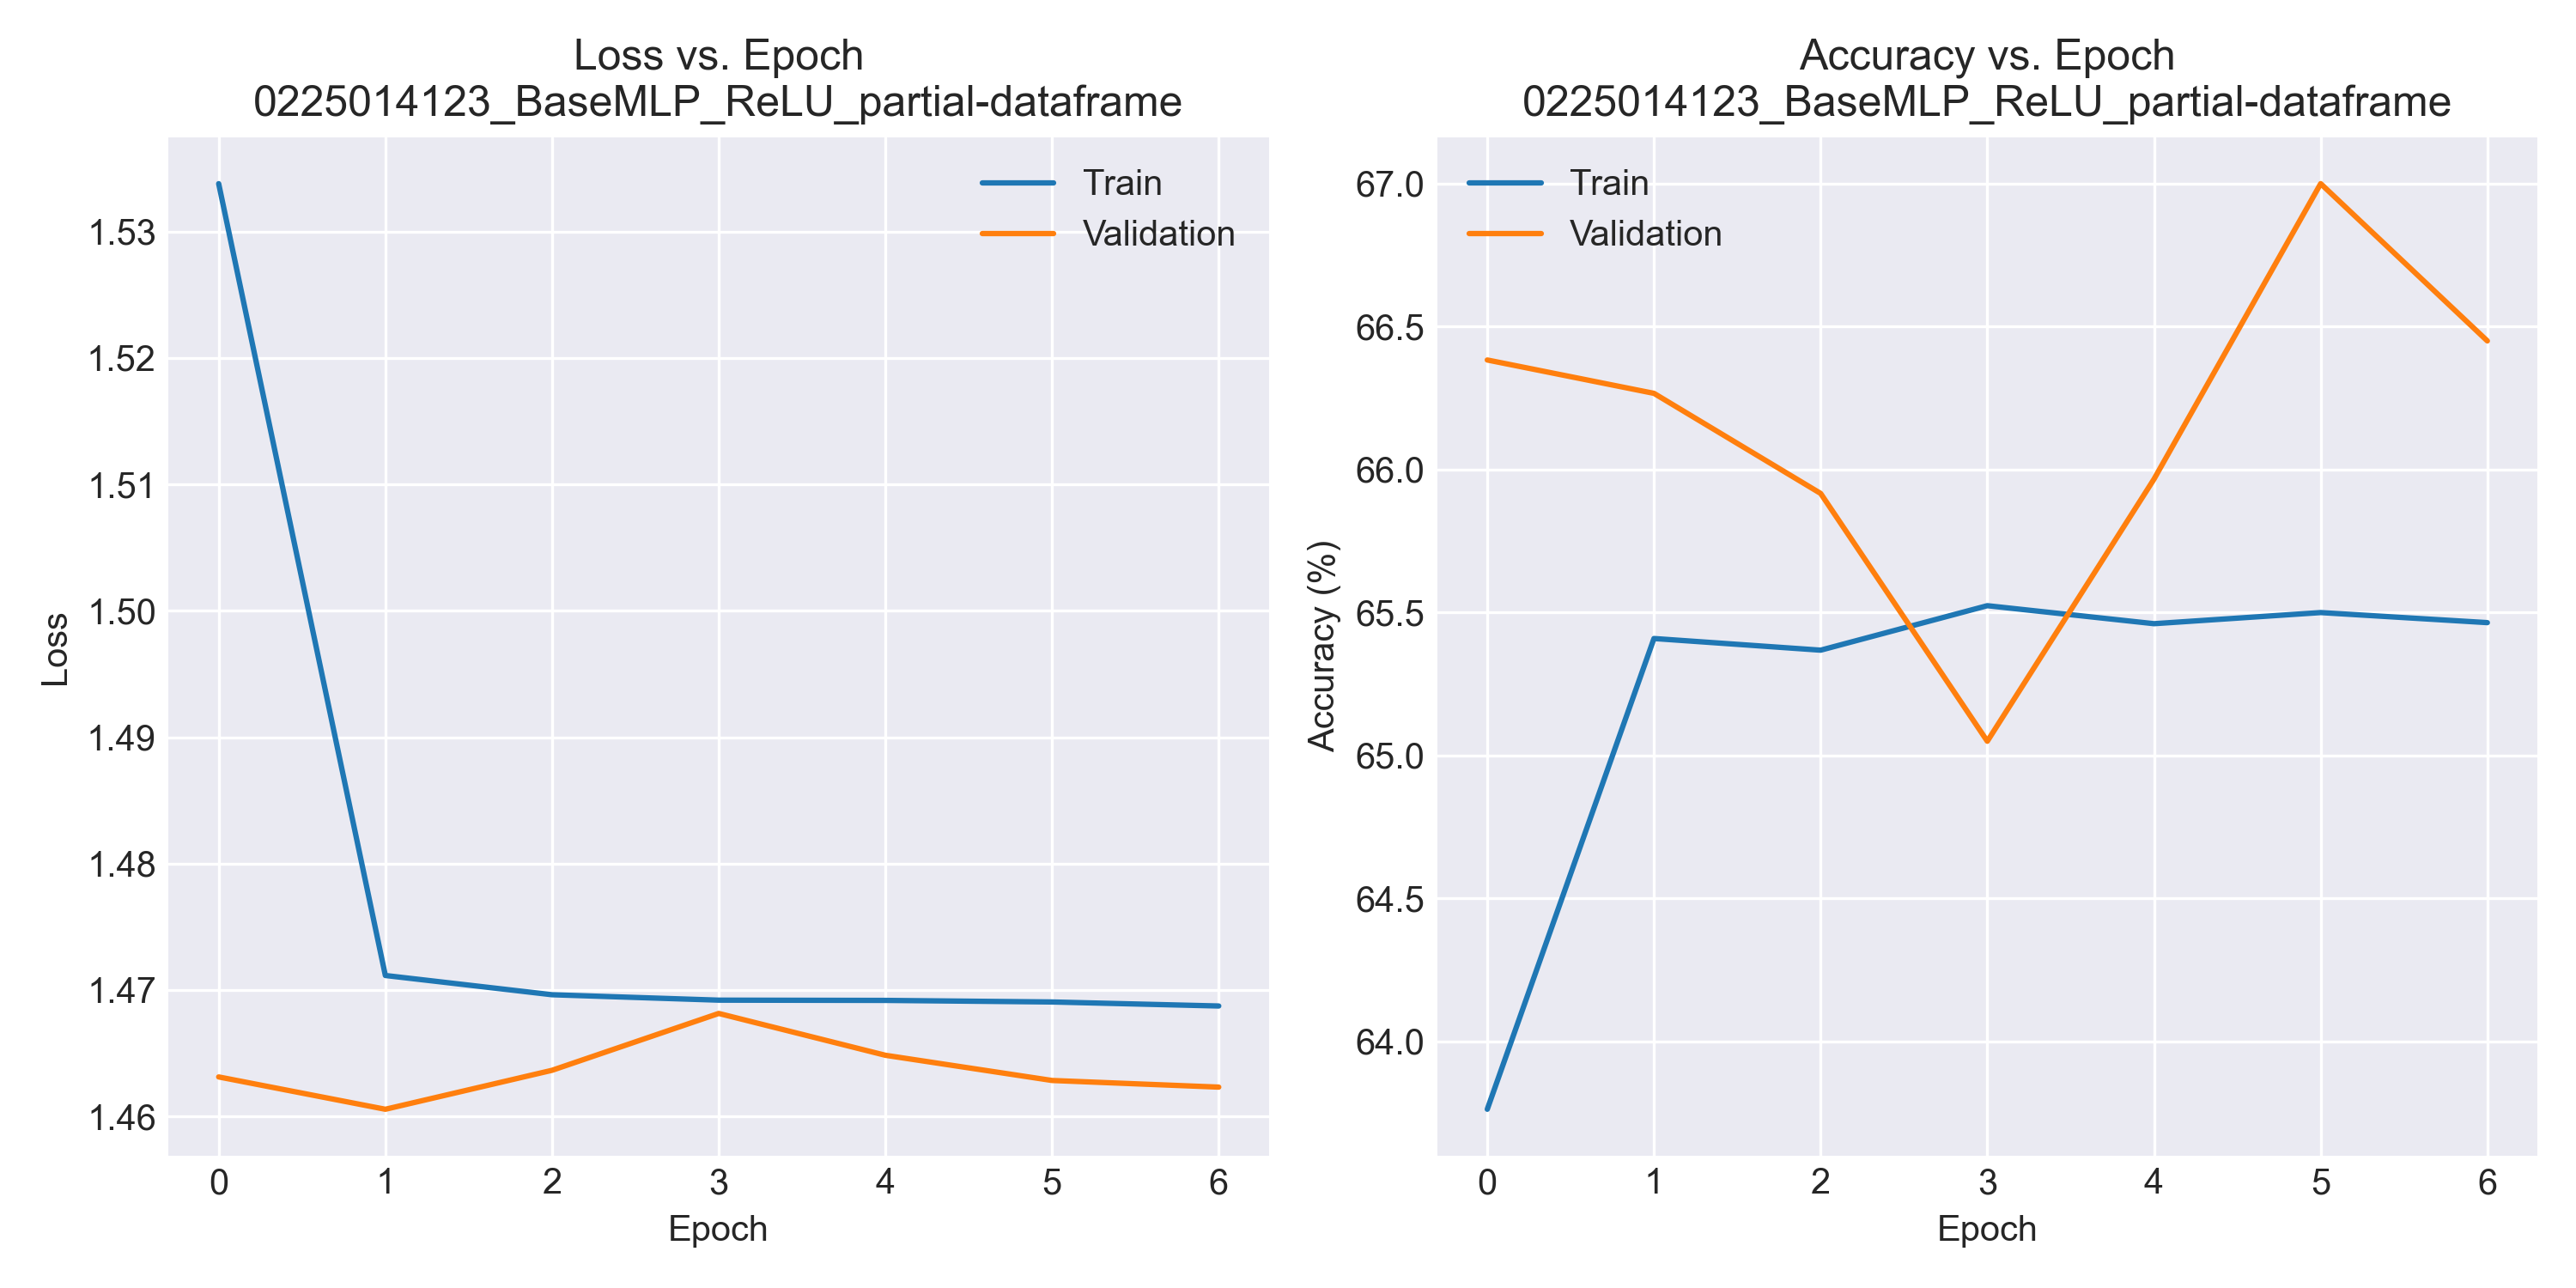 Loss vs. Epoch
0225014123_BaseMLP_ReLU_partial-dataframe
Train
Validation
1.53
1.52
1.51
1.50
1.49
1.48
1.47
1.46
Loss
0 1 2 3 4 5 6
Epoch
Accuracy vs. Epoch
0225014123_BaseMLP_ReLU_partial-dataframe
Train
Validation
67.0
66.5
66.0
65.5
65.0
64.5
64.0
Accuracy (%)
0 1 2 3 4 5 6
Epoch